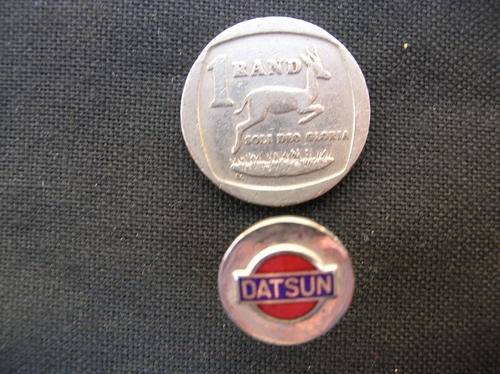 1 RAND
SOLI DEO GLORIA
DATSUN